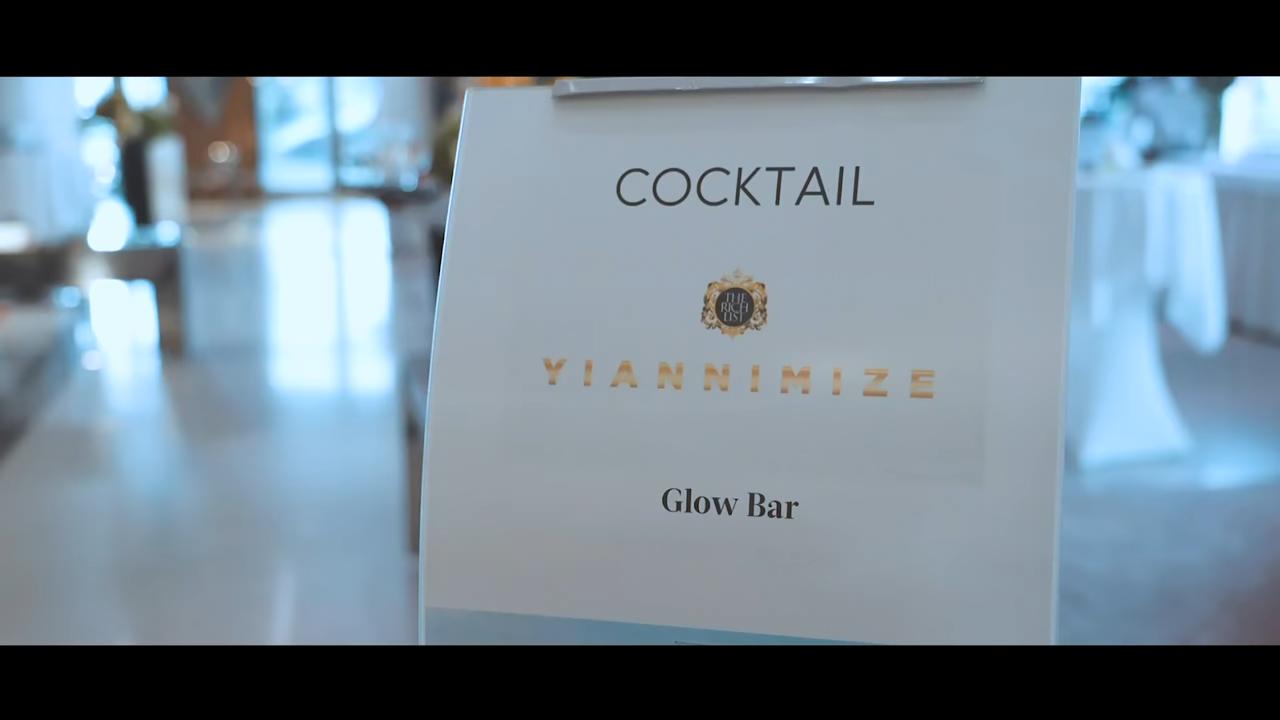 COCKTAIL
THE
RICH
LIST
YIANNIMIZE
Glow Bar